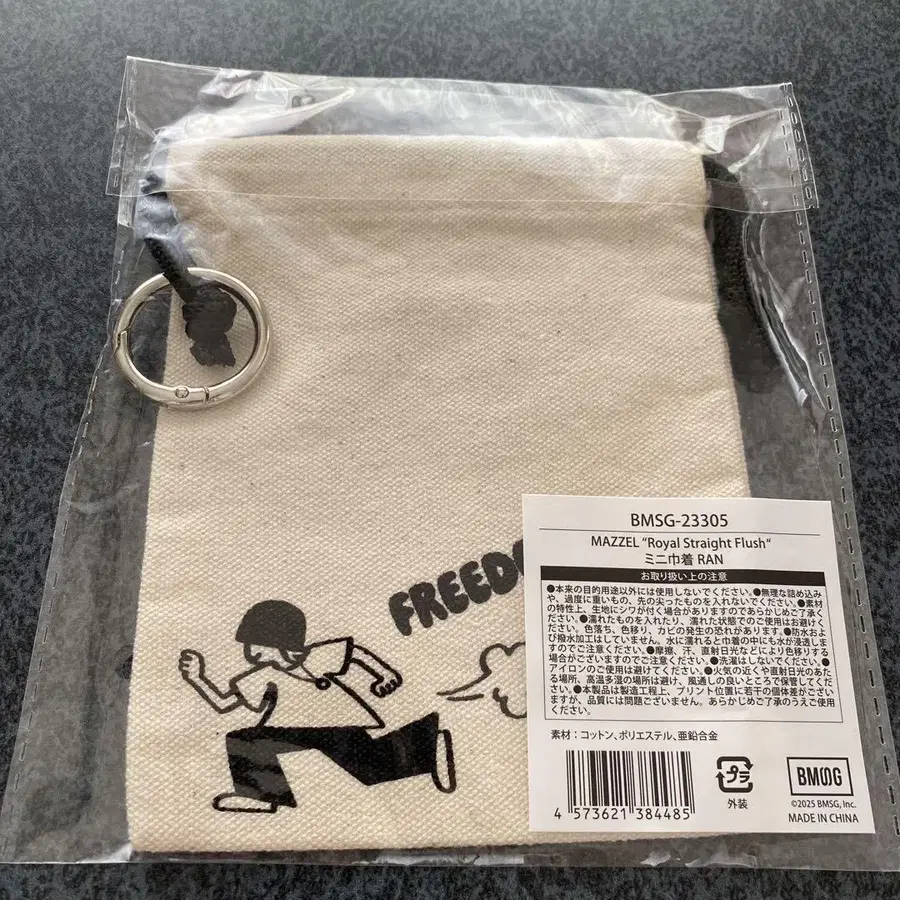 FREED
BMSG-23305
MAZZEL "Royal Straight Flush"
ミニ巾着 RAN
お取り扱い上の注意
●本来の目的用途以外には使用しないでください。●無理な詰め込み
や、過度に重いもの、先の尖ったものを入れないでください。●素材
の特性上、生地にシワが付く場合がありますのであらかじめご了承く
ださい。●濡れたものを入れたり、濡れた状態でのご使用はお避けく
ださい。色落ち、色移り、カビの発生の恐れがあります。●防水およ
び撥水加工はしていません。水に濡れると巾着の中にも水が浸透しま
すのでご注意ください。●摩擦、汗、直射日光などにより色移りする
場合がございますのでご注意ください。●洗濯はしないでください。●
アイロンのご使用は避けてください。●火気の近くや直射日光のあた
る場所、高温多湿の場所は避け、風通しの良いところで保管してくだ
さい。●本製品は製造工程上、プリント位置に若干の個体差がござい
ますが、品質には問題ございません。あらかじめご了承のうえご使用
ください。
素材：コットン、ポリエステル、亜鉛合金
4 573621 384485
プラ
外装
BMSG
©2025 BMSG, Inc.
MADE IN CHINA